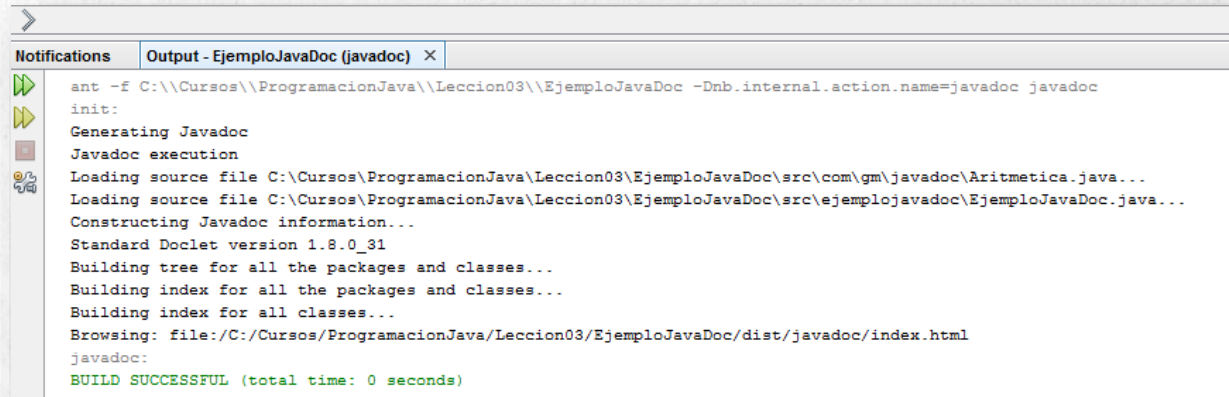 Notifications
Output - EjemploJavaDoc (javadoc) ×
ant -f C:\\Cursos\\ProgramacionJava\\Leccion03\\EjemploJavaDoc -Dnb.internal.action.name=javadoc javadoc
init:
Generating Javadoc
Javadoc execution
Loading source file C:\Cursos\ProgramacionJava\Leccion03\EjemploJavaDoc\src\com\gm\javadoc\Aritmetica.java...
Loading source file C:\Cursos\ProgramacionJava\Leccion03\EjemploJavaDoc\src\ejemplojavadoc\EjemploJavaDoc.java...
Constructing Javadoc information...
Standard Doclet version 1.8.0_31
Building tree for all the packages and classes...
Building index for all the packages and classes...
Building index for all classes...
Browsing: file:/C:/Cursos/ProgramacionJava/Leccion03/EjemploJavaDoc/dist/javadoc/index.html
javadoc:
BUILD SUCCESSFUL (total time: 0 seconds)